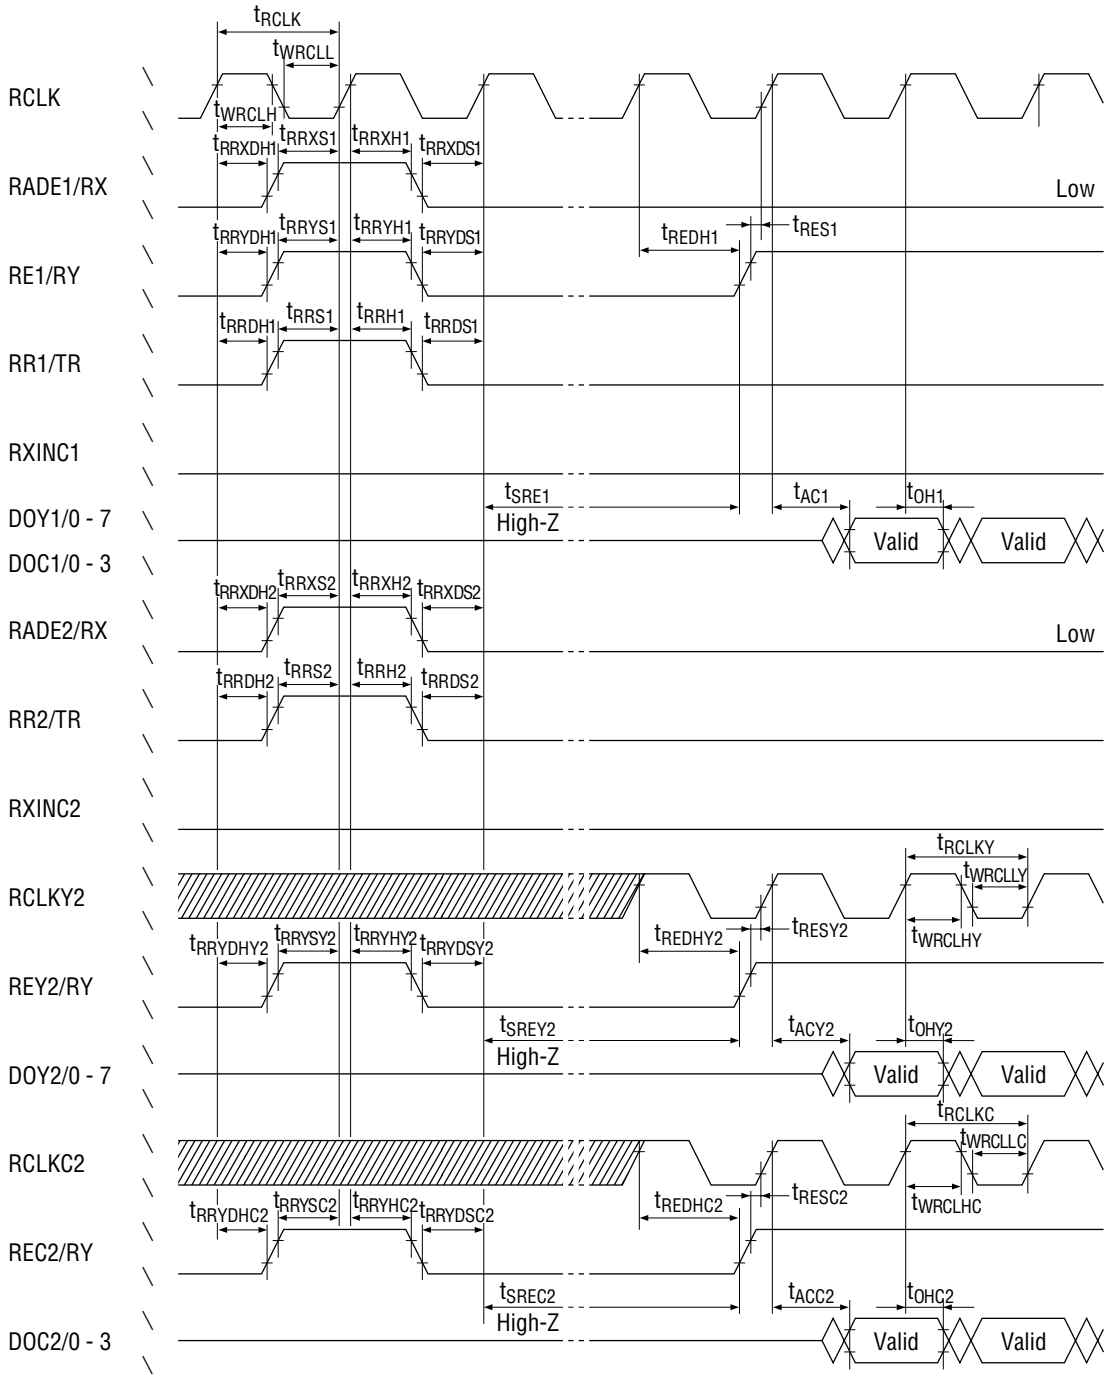 tRCLK
tWRCLL
RCLK
tWRCLH
tRRXDH1 tRRXS1 tRRXH1 tRRXDS1
RADE1/RX Low
tRRYDH1 tRRYS1 tRRYH1 tRRYDS1 tREDH1 tRES1
RE1/RY
tRRDH1 tRRS1 tRRH1 tRRDS1
RR1/TR
RXINC1
tSRE1 tAC1 tOH1
DOY1/0 - 7 High-Z Valid Valid
DOC1/0 - 3
tRRXDH2 tRRXS2 tRRXH2 tRRXDS2
RADE2/RX Low
tRRDH2 tRRS2 tRRH2 tRRDS2
RR2/TR
RXINC2
tRCLKY
tWRCLLY
RCLKY2
tWRCLHY
tRRYDHY2 tRRYSY2 tRRYHY2 tRRYDSY2 tREDHY2 tRESY2
REY2/RY
tSREY2 tACY2 tOHY2
High-Z
DOY2/0 - 7 Valid Valid
tRCLKC
tWRCLLC
RCLKC2
tWRCLHC
tRRYDHC2 tRRYSC2 tRRYHC2 tRRYDSC2 tREDHC2 tRESC2
REC2/RY
tSREC2 tACC2 tOHC2
High-Z
DOC2/0 - 3 Valid Valid